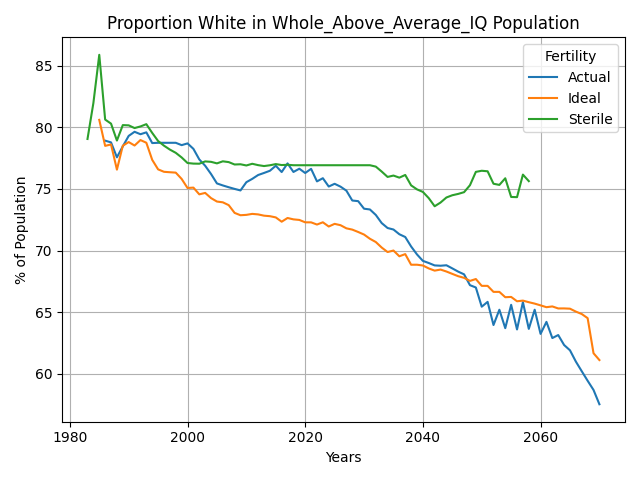 Proportion White in Whole_Above_Average_IQ Population
Fertility
Actual
Ideal
Sterile
% of Population
85
80
75
70
65
60
1980
2000
2020
2040
2060
Years